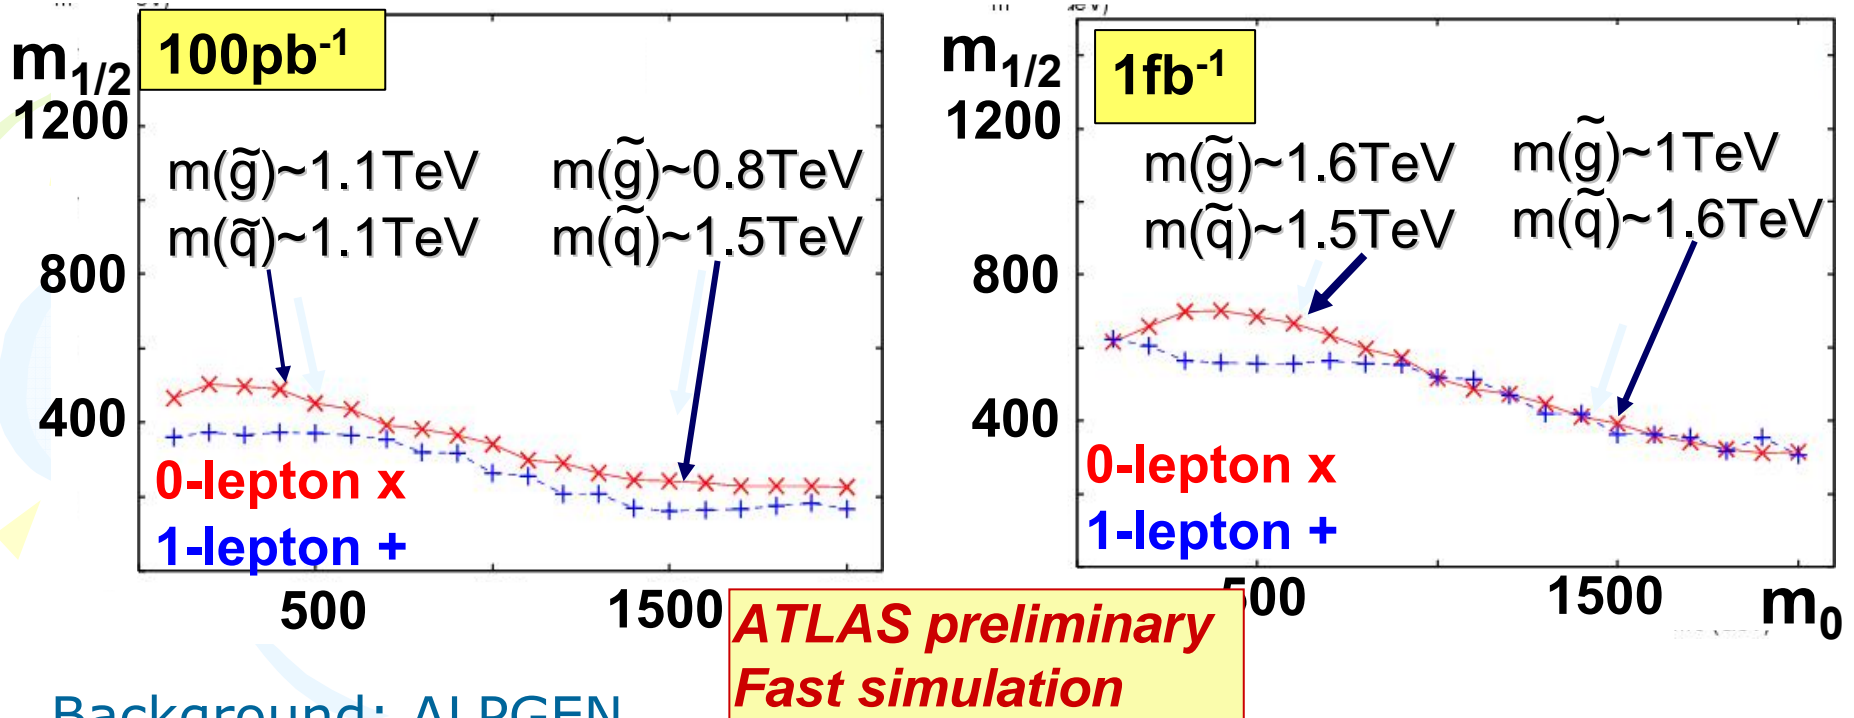 100pb-1
m1/2
1200
m(g̃)~1.1TeV
m(q̃)~1.1TeV
m(g̃)~0.8TeV
m(q̃)~1.5TeV
800
400
0-lepton x
1-lepton +
500
1500
1fb-1
m1/2
1200
m(g̃)~1.6TeV
m(q̃)~1.5TeV
m(g̃)~1TeV
m(q̃)~1.6TeV
800
400
0-lepton x
1-lepton +
1500
m0
ATLAS preliminary
Fast simulation
Background: ALPGEN